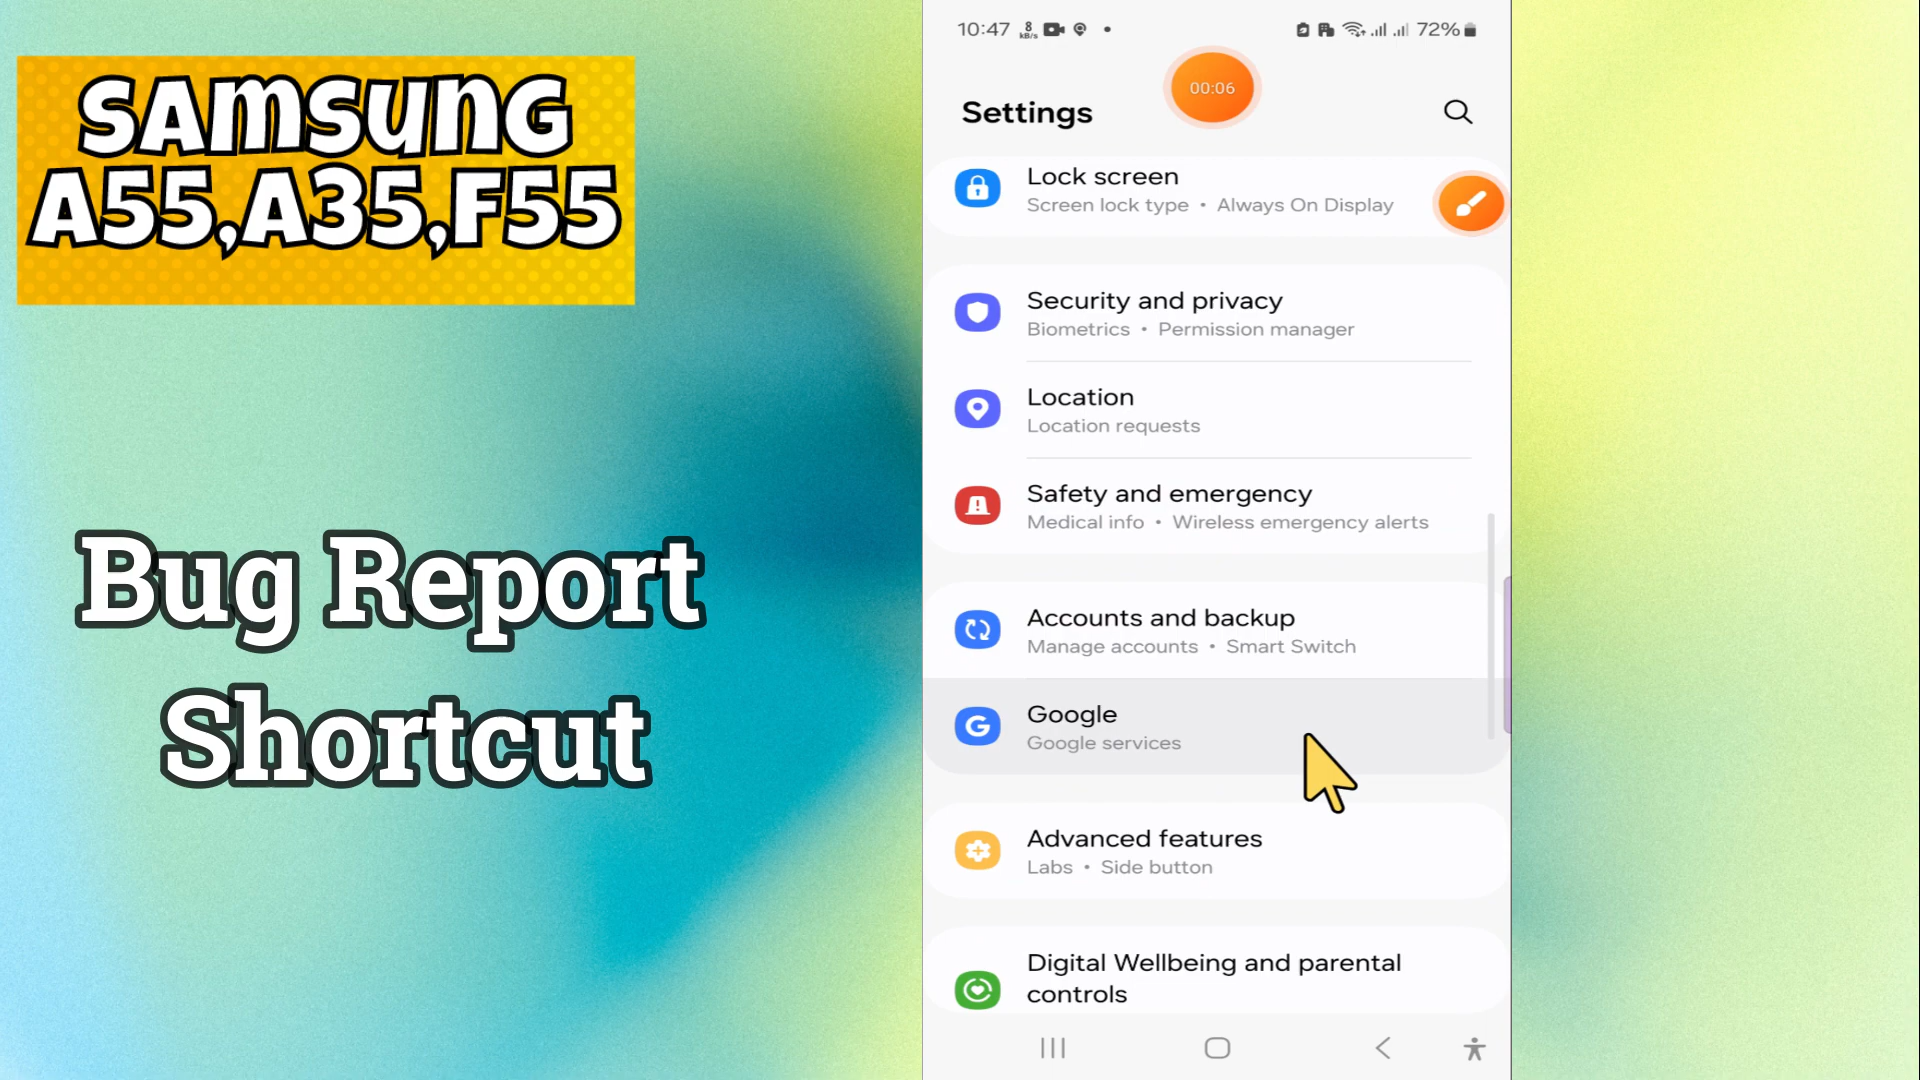 SAMSUNG
A55,A35,F55
Bug Report
Shortcut
10:47 8 kB/s 72%
00:06
Settings
Lock screen
Screen lock type • Always On Display
Security and privacy
Biometrics • Permission manager
Location
Location requests
Safety and emergency
Medical info • Wireless emergency alerts
Accounts and backup
Manage accounts • Smart Switch
Google
Google services
Advanced features
Labs • Side button
Digital Wellbeing and parental
controls